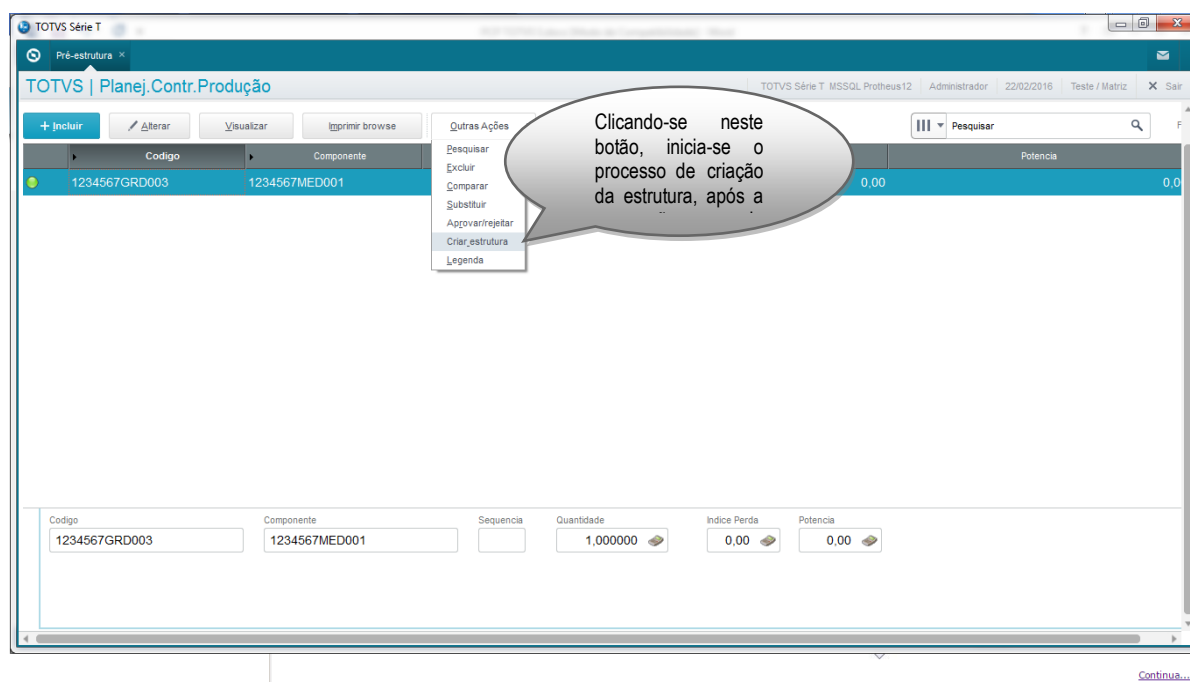 TOTVS Série T
Pré-estrutura ×
TOTVS | Planej.Contr.Produção
TOTVS Série T MSSQL Protheus12 Administrador 22/02/2016 Teste / Matriz X Sair
+ Incluir Alterar Visualizar Imprimir browse Outras Ações Pesquisar F
Codigo Componente Potencia
1234567GRD003 1234567MED001 0,00 0,0
Pesquisar
Excluir
Comparar
Substituir
Aprovar/rejeitar
Criar estrutura
Legenda
Clicando-se neste
botão, inicia-se o
processo de criação
da estrutura, após a
Codigo Componente Sequencia Quantidade Indice Perda Potencia
1234567GRD003 1234567MED001 1,000000 0,00 0,00
Continua...